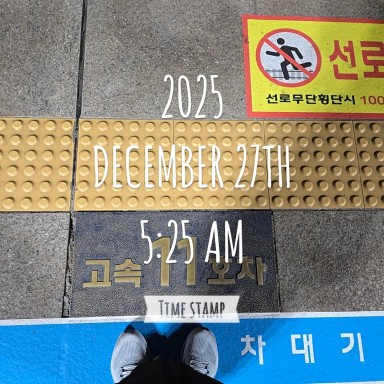 선로
선로무단횡단시 100
2025
DECEMBER 27TH
5:25 AM
고속 11 호차
TIME STAMP
차대기